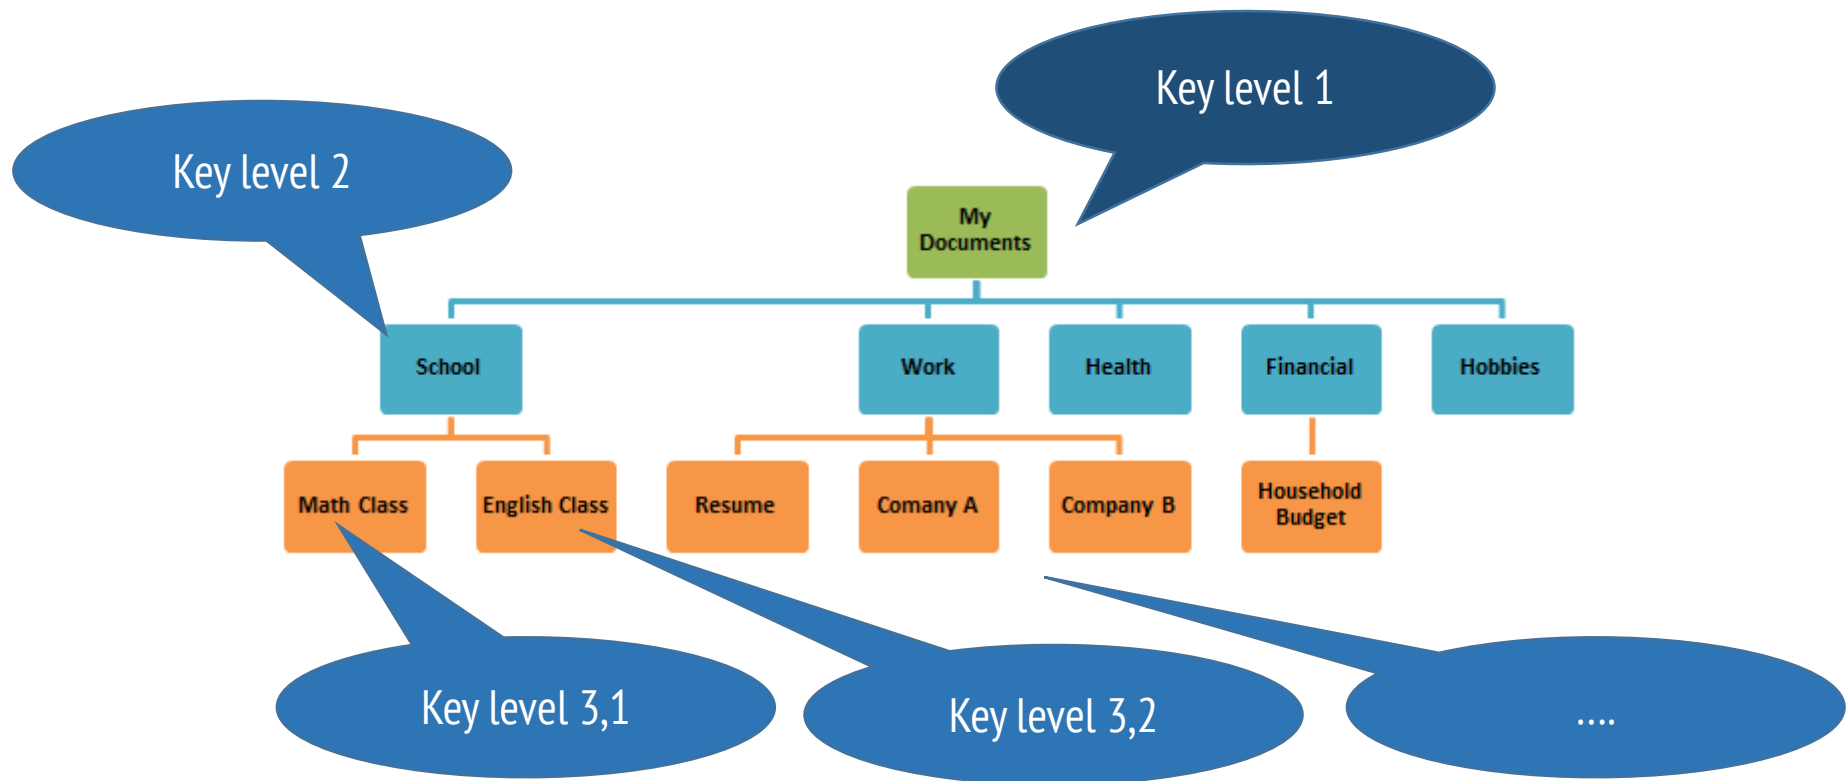 Key level 1
Key level 2
My
Documents
School
Work
Health
Financial
Hobbies
Math Class
English Class
Resume
Comany A
Company B
Household
Budget
Key level 3,1
Key level 3,2
....